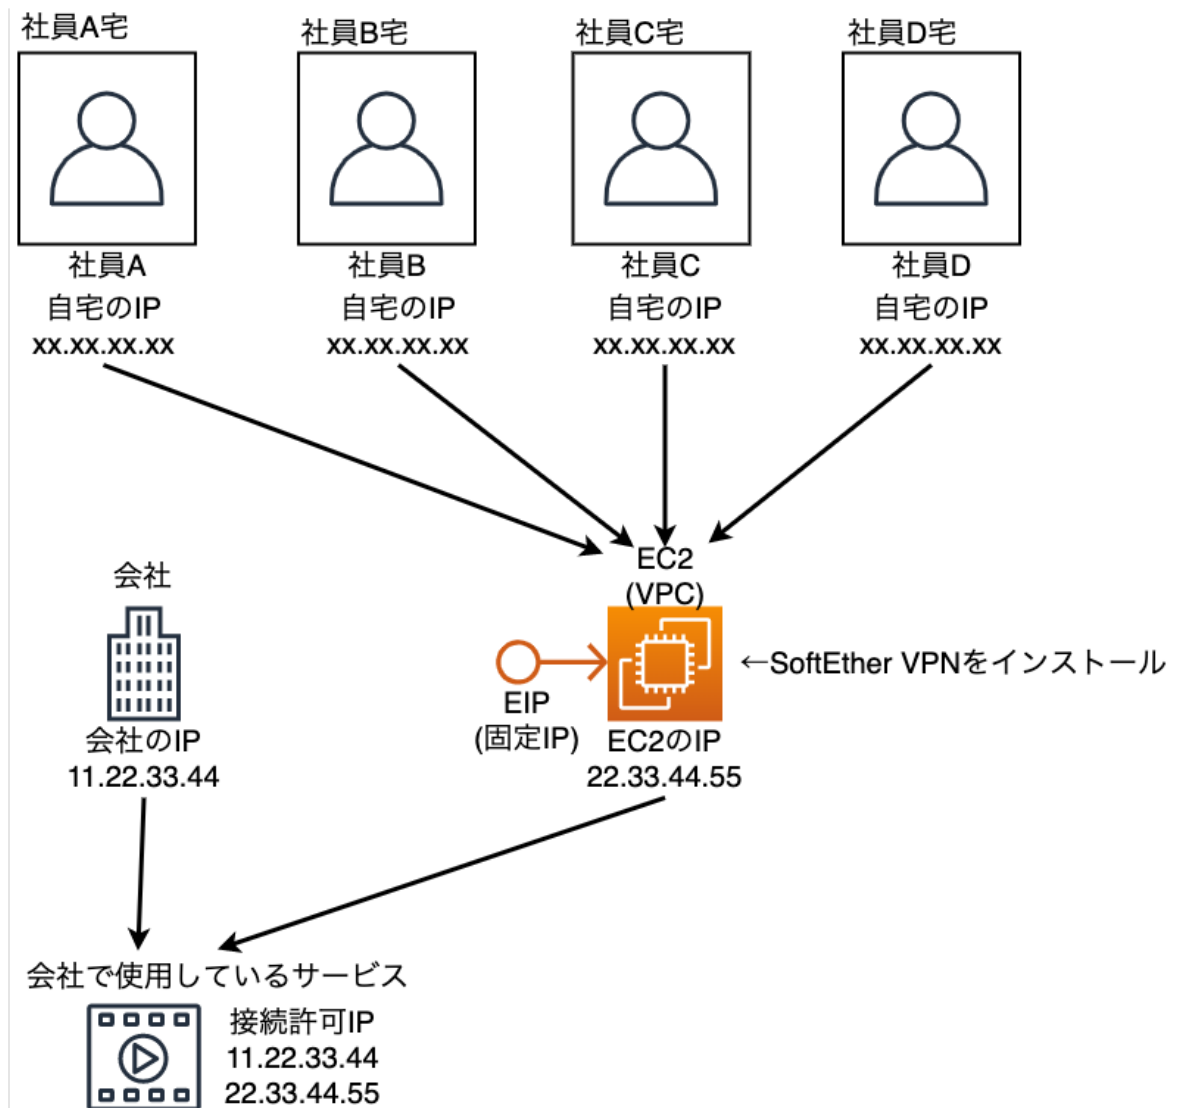 社員A宅
社員B宅
社員C宅
社員D宅
社員A
自宅のIP
xx.xx.xx.xx
社員B
自宅のIP
xx.xx.xx.xx
社員C
自宅のIP
xx.xx.xx.xx
社員D
自宅のIP
xx.xx.xx.xx
会社
会社のIP
11.22.33.44
EC2
(VPC)
EIP
(固定IP)
←SoftEther VPNをインストール
EC2のIP
22.33.44.55
会社で使用しているサービス
接続許可IP
11.22.33.44
22.33.44.55